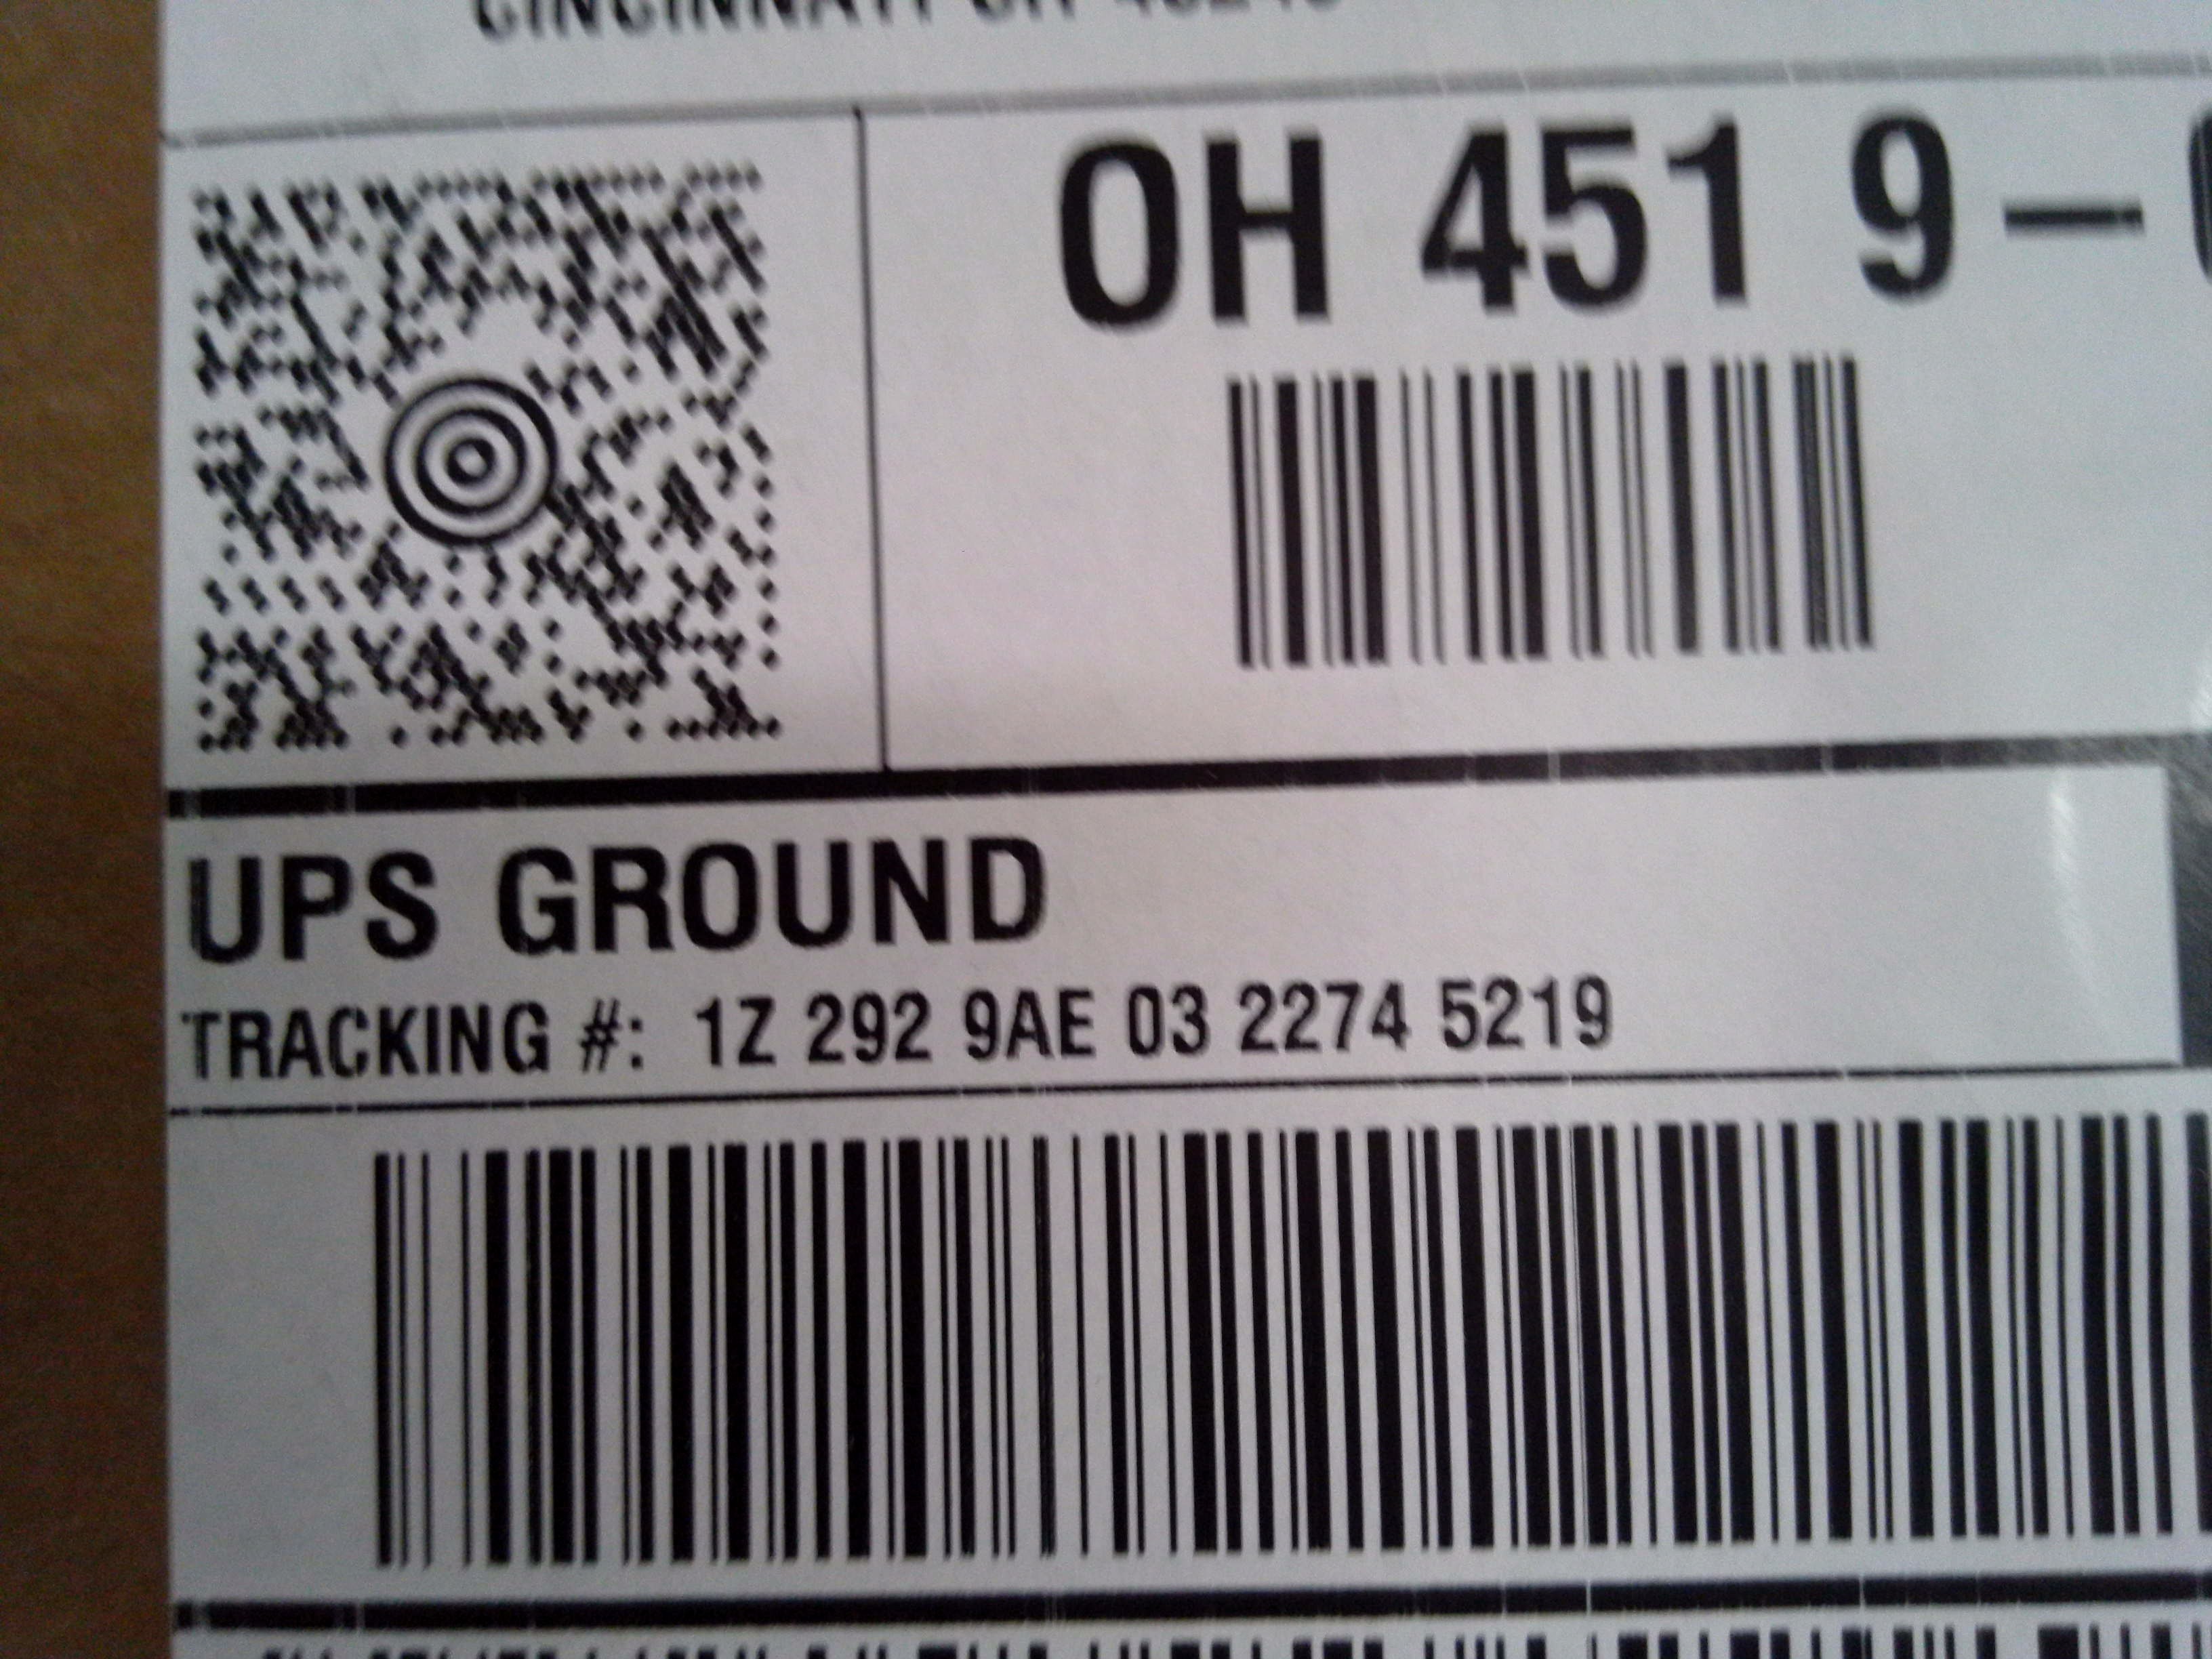 CINCINNATI OH
OH 451 9-
UPS GROUND
TRACKING #: 1Z 292 9AE 03 2274 5219